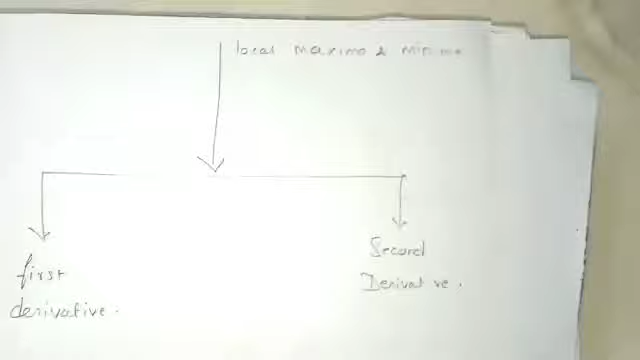 local maxima & minima
first
derivative.
Second
Derivative.